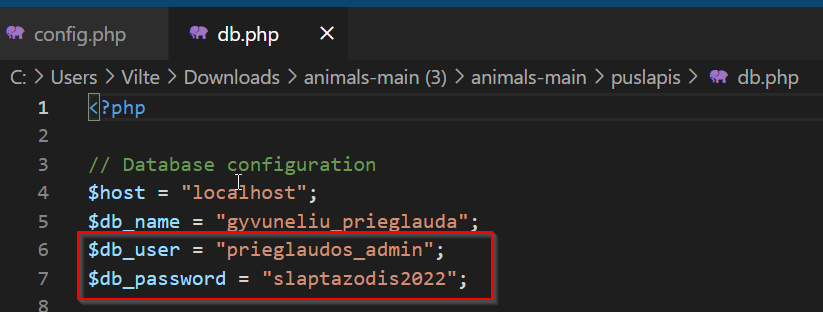 config.php db.php
C: > Users > Vilte > Downloads > animals-main (3) > animals-main > puslapis > db.php
1 <?php
2
3 // Database configuration
4 $host = "localhost";
5 $db_name = "gyvuneliu_prieglauda";
6 $db_user = "prieglaudos_admin";
7 $db_password = "slaptazodis2022";
8